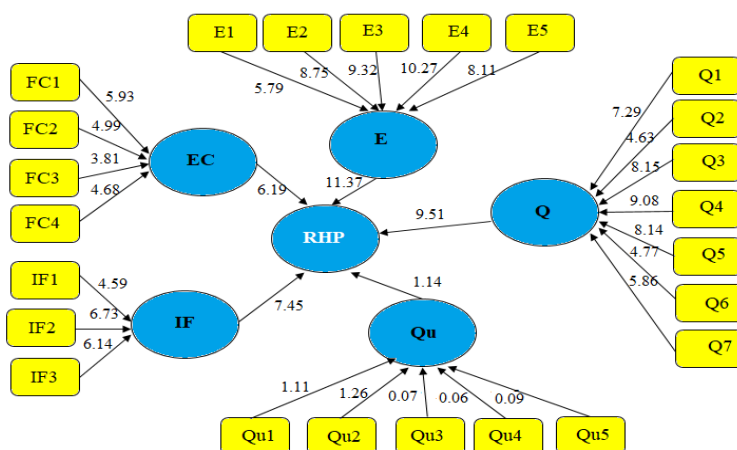 E1 E2 E3 E4 E5
5.79 8.75 9.32 10.27 8.11
FC1
FC2
FC3
FC4
5.93
4.99
3.81
4.68
EC
E
6.19
11.37
RHP
9.51
Q
7.29
4.63
8.15
9.08
8.14
4.77
5.86
Q1
Q2
Q3
Q4
Q5
Q6
Q7
IF1
IF2
IF3
4.59
6.73
6.14
IF
7.45
1.14
Qu
1.11 1.26 0.07 0.06 0.09
Qu1 Qu2 Qu3 Qu4 Qu5